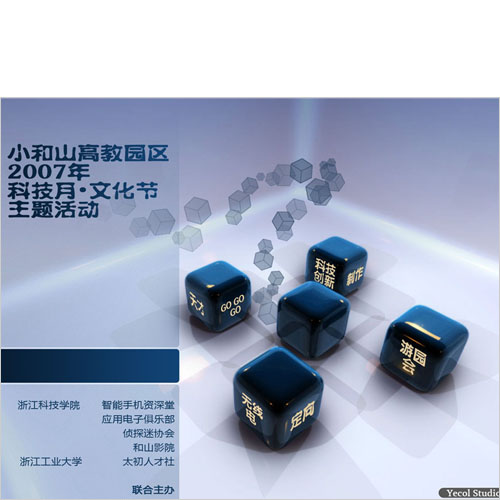 小和山高教园区
2007年
科技月·文化节
主题活动
科技
创新
制作
天才
GO GO
GO
游园
会
无线
电
定向
浙江科技学院 智能手机资深堂
应用电子俱乐部
侦探迷协会
和山影院
浙江工业大学 太初人才社
联合主办
Yecol Studio